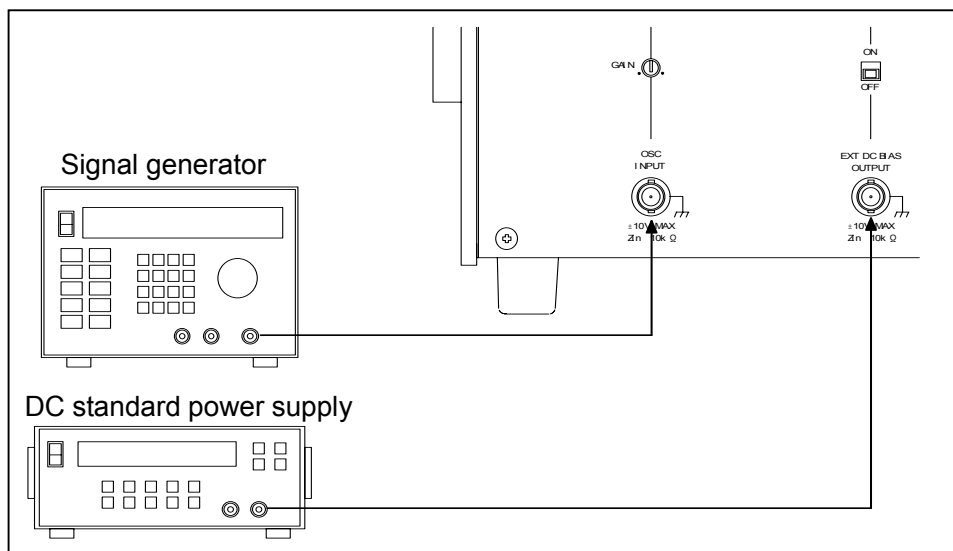 ON
GAIN
OFF
OSC
INPUT
EXT DC BIAS
OUTPUT
Signal generator
±10V MAX
Zin 10k Ω
±10V MAX
Zin 10k Ω
DC standard power supply